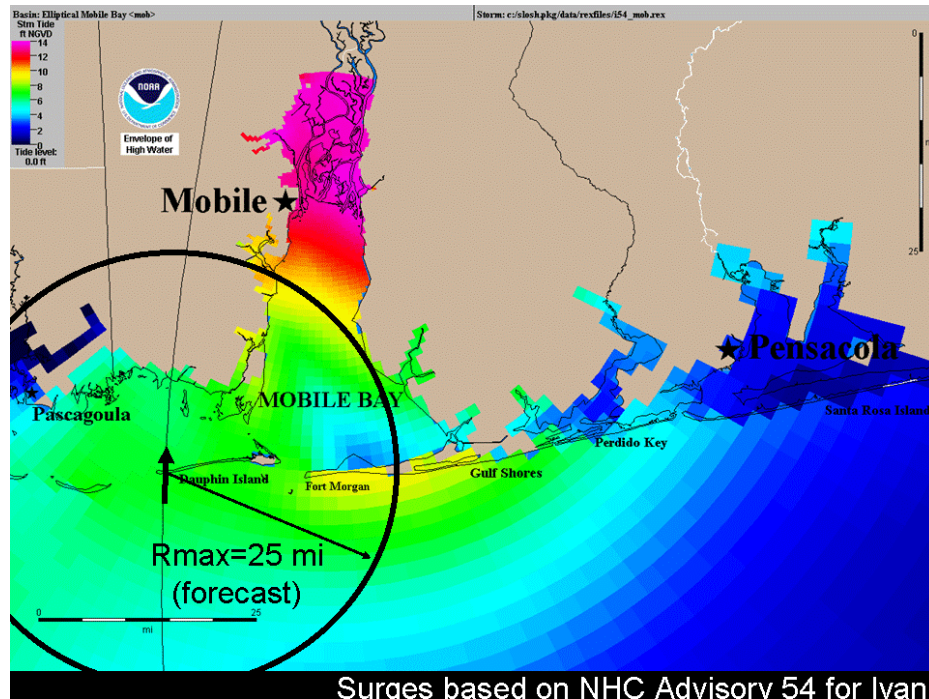 Basin: Elliptical Mobile Bay <mob>
Storm: c:/slosh.pkg/data/rexfiles/i54_mob.rex
Stm Tide
ft NGVD
14
12
10
8
6
4
2
0
Tide level:
0.0 ft
NOAA
Envelope of
High Water
0
25
Mobile
Pensacola
Pascagoula
MOBILE BAY
Santa Rosa Island
Perdido Key
Gulf Shores
Dauphin Island
Fort Morgan
Rmax=25 mi
(forecast)
0
25
mi
Surges based on NHC Advisory 54 for Ivan